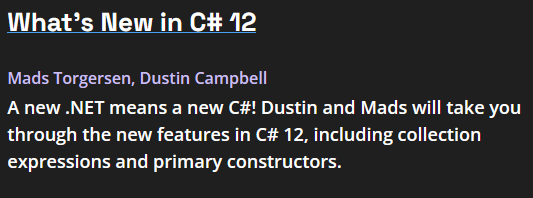 What's New in C# 12
Mads Torgersen, Dustin Campbell
A new .NET means a new C#! Dustin and Mads will take you
through the new features in C# 12, including collection
expressions and primary constructors.